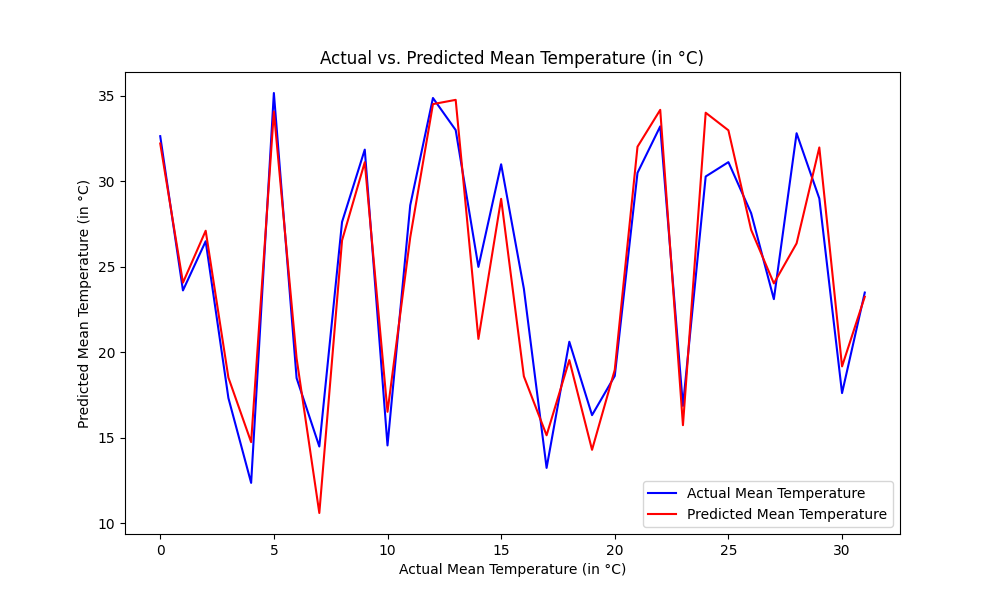 Actual vs. Predicted Mean Temperature (in °C)
35
30
25
20
15
10
Predicted Mean Temperature (in °C)
0 5 10 15 20 25 30
Actual Mean Temperature (in °C)
Actual Mean Temperature
Predicted Mean Temperature